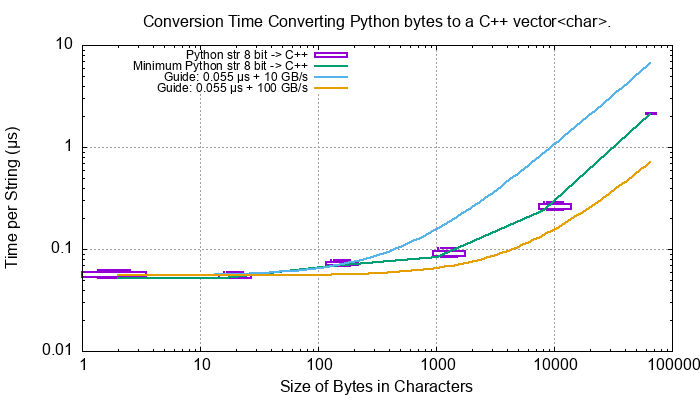 Conversion Time Converting Python bytes to a C++ vector<char>.
Python str 8 bit -> C++
Minimum Python str 8 bit -> C++
Guide: 0.055 µs + 10 GB/s
Guide: 0.055 µs + 100 GB/s
Time per String (µs)
10
1
0.1
0.01
1 10 100 1000 10000 100000
Size of Bytes in Characters